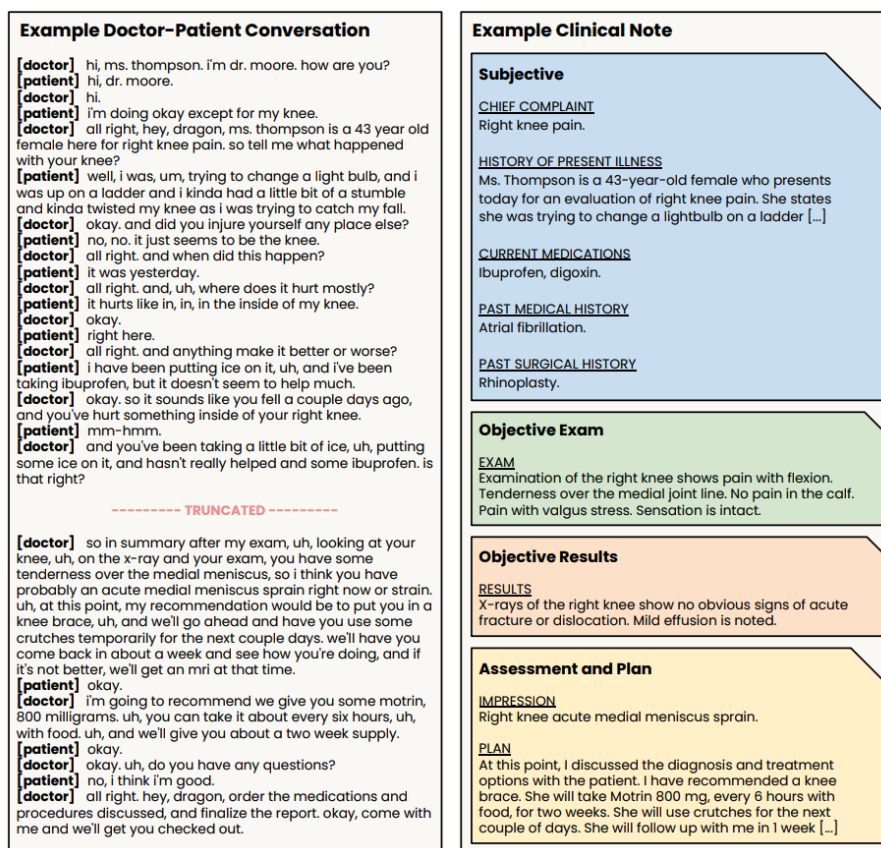 Example Doctor-Patient Conversation
[doctor] hi, ms. thompson. i'm dr. moore. how are you?
[patient] hi, dr. moore.
[doctor] hi.
[patient] i'm doing okay except for my knee.
[doctor] all right, hey, dragon, ms. thompson is a 43 year old
female here for right knee pain. so tell me what happened
with your knee?
[patient] well, i was, um, trying to change a light bulb, and i
was up on a ladder and i kinda had a little bit of a stumble
and kinda twisted my knee as i was trying to catch my fall.
[doctor] okay. and did you injure yourself any place else?
[patient] no, no. it just seems to be the knee.
[doctor] all right. and when did this happen?
[patient] it was yesterday.
[doctor] all right. and, uh, where does it hurt mostly?
[patient] it hurts like in, in, in the inside of my knee.
[doctor] okay.
[patient] right here.
[doctor] all right. and anything make it better or worse?
[patient] i have been putting ice on it, uh, and i've been
taking ibuprofen, but it doesn't seem to help much.
[doctor] okay. so it sounds like you fell a couple days ago,
and you've hurt something inside of your right knee.
[patient] mm-hmm.
[doctor] and you've been taking a little bit of ice, uh, putting
some ice on it, and hasn't really helped and some ibuprofen. is
that right?
--------- TRUNCATED ---------
[doctor] so in summary after my exam, uh, looking at your
knee, uh, on the x-ray and your exam, you have some
tenderness over the medial meniscus, so i think you have
probably an acute medial meniscus sprain right now or strain.
uh, at this point, my recommendation would be to put you in a
knee brace, uh, and we'll go ahead and have you use some
crutches temporarily for the next couple days. we'll have you
come back in about a week and see how you're doing, and if
it's not better, we'll get an mri at that time.
[patient] okay.
[doctor] i'm going to recommend we give you some motrin,
800 milligrams. uh, you can take it about every six hours, uh,
with food. uh, and we'll give you about a two week supply.
[patient] okay.
[doctor] okay. uh, do you have any questions?
[patient] no, i think i'm good.
[doctor] all right. hey, dragon, order the medications and
procedures discussed, and finalize the report. okay, come with
me and we'll get you checked out.
Example Clinical Note
Subjective
CHIEF COMPLAINT
Right knee pain.
HISTORY OF PRESENT ILLNESS
Ms. Thompson is a 43-year-old female who presents
today for an evaluation of right knee pain. She states
she was trying to change a lightbulb on a ladder [...]
CURRENT MEDICATIONS
Ibuprofen, digoxin.
PAST MEDICAL HISTORY
Atrial fibrillation.
PAST SURGICAL HISTORY
Rhinoplasty.
Objective Exam
EXAM
Examination of the right knee shows pain with flexion.
Tenderness over the medial joint line. No pain in the calf.
Pain with valgus stress. Sensation is intact.
Objective Results
RESULTS
X-rays of the right knee show no obvious signs of acute
fracture or dislocation. Mild effusion is noted.
Assessment and Plan
IMPRESSION
Right knee acute medial meniscus sprain.
PLAN
At this point, I discussed the diagnosis and treatment
options with the patient. I have recommended a knee
brace. She will take Motrin 800 mg, every 6 hours with
food, for two weeks. She will use crutches for the next
couple of days. She will follow up with me in 1 week [...]